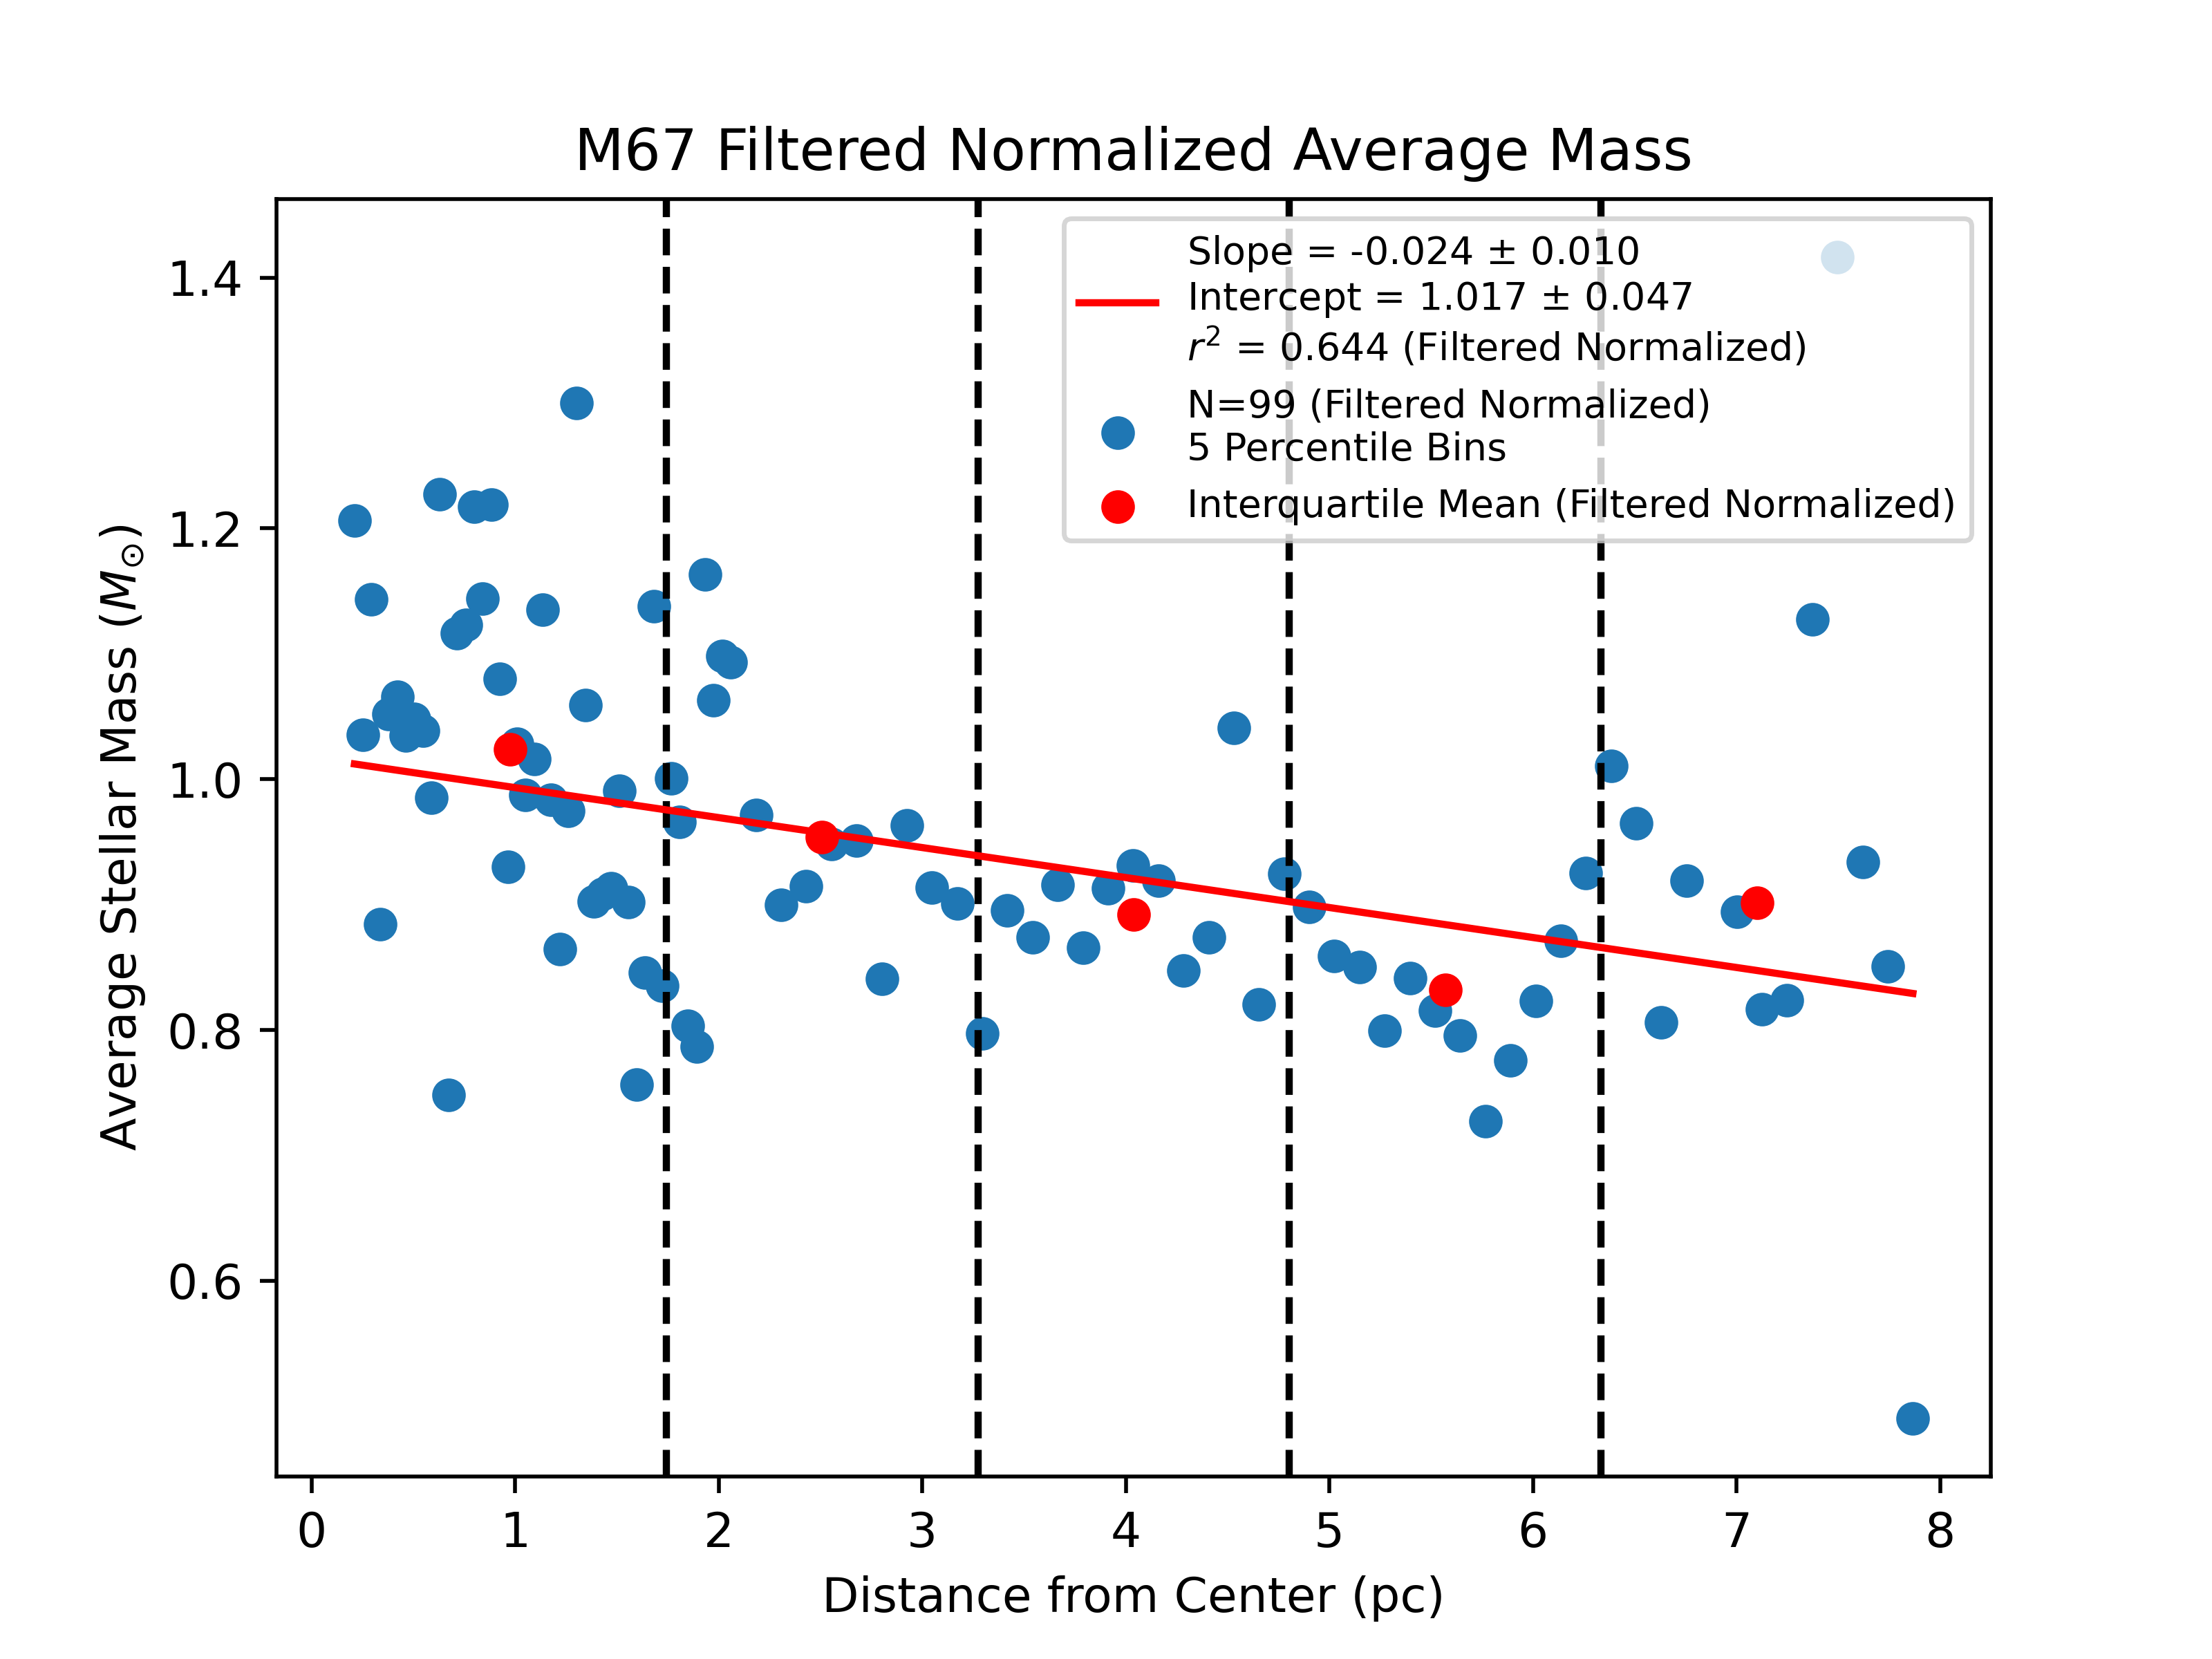 M67 Filtered Normalized Average Mass
Slope = -0.024 ± 0.010
Intercept = 1.017 ± 0.047
r² = 0.644 (Filtered Normalized)
N=99 (Filtered Normalized)
5 Percentile Bins
Interquartile Mean (Filtered Normalized)
Average Stellar Mass (M☉)
1.4
1.2
1.0
0.8
0.6
0 1 2 3 4 5 6 7 8
Distance from Center (pc)